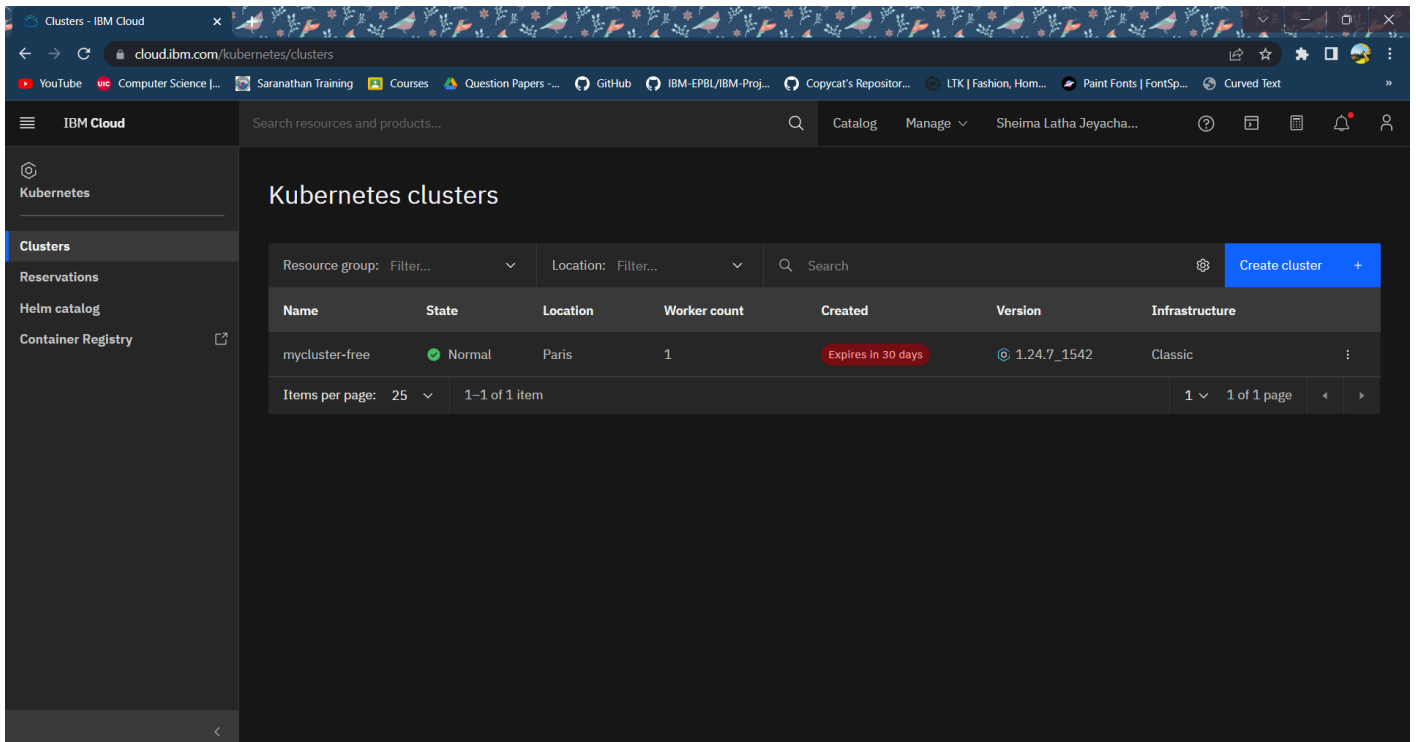 Clusters - IBM Cloud
cloud.ibm.com/kubernetes/clusters
YouTube UIC Computer Science |... Saranathan Training Courses Question Papers -... GitHub IBM-EPBL/IBM-Proj... Copycat's Repositor... LTK | Fashion, Hom... Paint Fonts | FontSp... Curved Text »
IBM Cloud Search resources and products... Catalog Manage Sheima Latha Jeyacha...
Kubernetes
Clusters
Reservations
Helm catalog
Container Registry
Kubernetes clusters
Resource group: Filter... Location: Filter... Search Create cluster +
Name State Location Worker count Created Version Infrastructure
mycluster-free Normal Paris 1 Expires in 30 days 1.24.7_1542 Classic
Items per page: 25 1–1 of 1 item 1 1 of 1 page